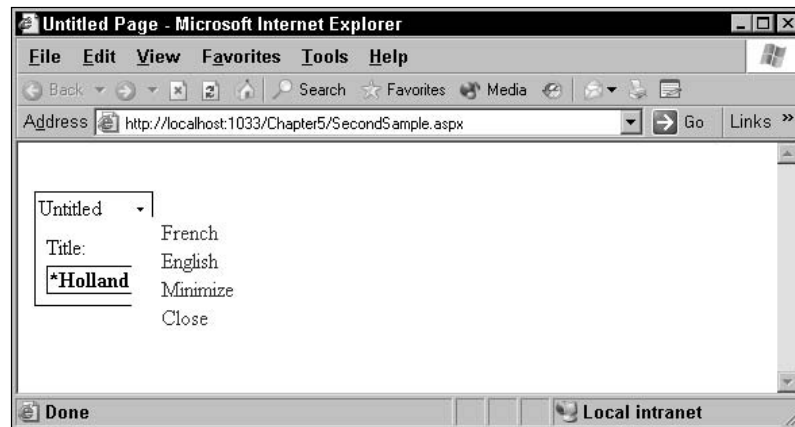 Untitled Page - Microsoft Internet Explorer
File Edit View Favorites Tools Help
Back Search Favorites Media
Address http://localhost:1033/Chapter5/SecondSample.aspx Go Links »
Untitled
Title:
*Holland
French
English
Minimize
Close
Done Local intranet